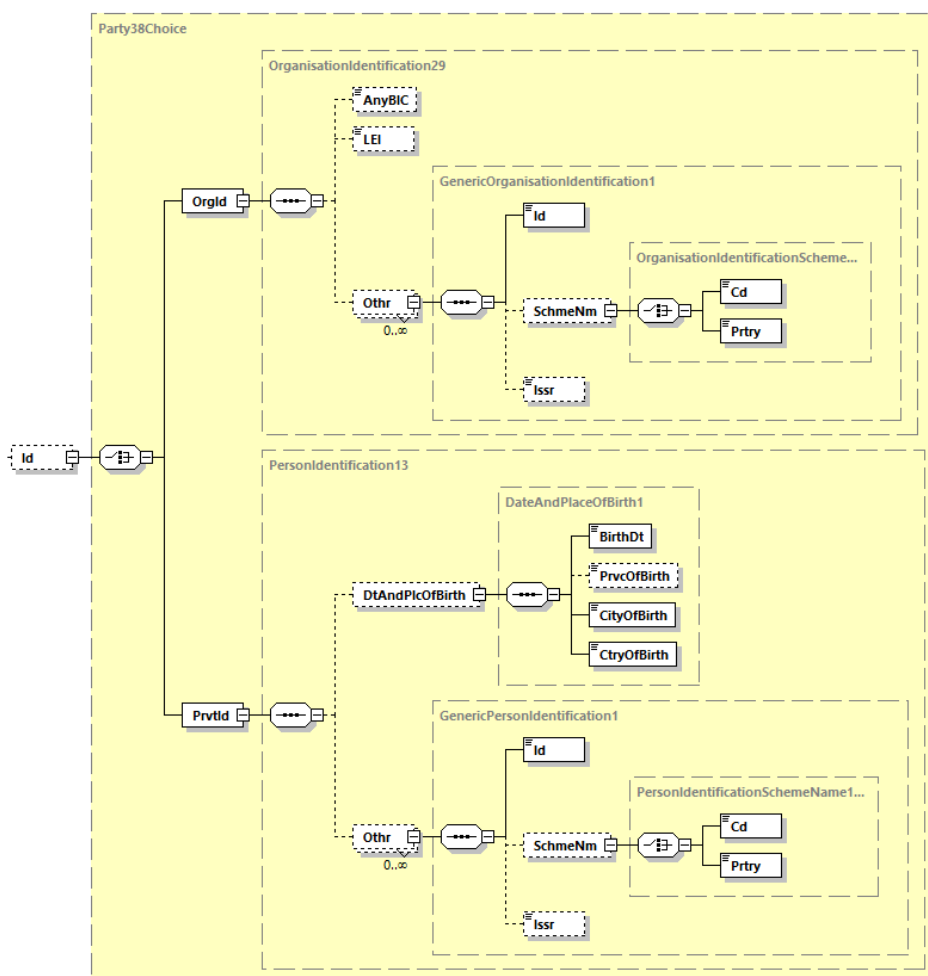 Party38Choice
OrganisationIdentification29
AnyBIC
LEI
GenericOrganisationIdentification1
OrgId
Id
OrganisationIdentificationScheme...
Cd
Othr
SchmeNm
0..∞
Prtry
Issr
Id
PersonIdentification13
DateAndPlaceOfBirth1
BirthDt
PrvcOfBirth
DtAndPlcOfBirth
CityOfBirth
CtryOfBirth
PrvtId
GenericPersonIdentification1
Id
PersonIdentificationSchemeName1...
Cd
Othr
SchmeNm
0..∞
Prtry
Issr